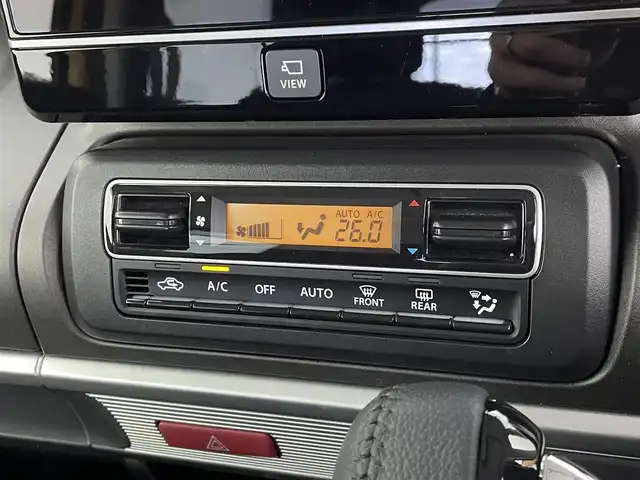 VIEW
AUTO A/C
26.0
A/C OFF AUTO FRONT REAR